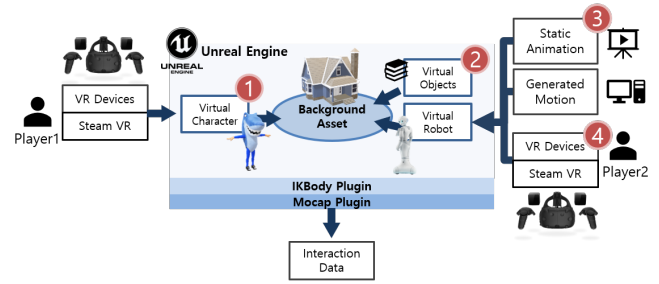 UNREAL
ENGINE
Unreal Engine
VR Devices
Steam VR
Player1
1
Virtual
Character
Background
Asset
2
Virtual
Objects
Virtual
Robot
3
Static
Animation
Generated
Motion
4
VR Devices
Steam VR
Player2
IKBody Plugin
Mocap Plugin
Interaction
Data